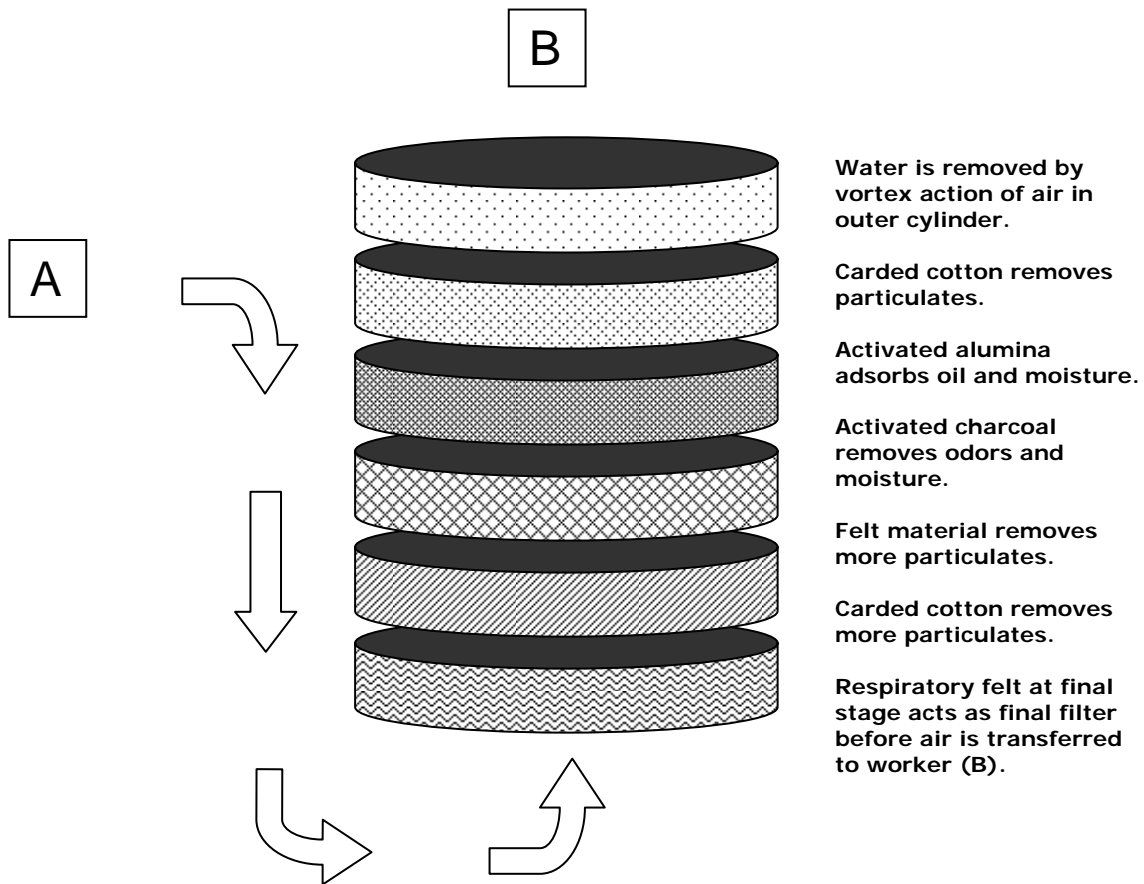 B
A
Water is removed by
vortex action of air in
outer cylinder.
Carded cotton removes
particulates.
Activated alumina
adsorbs oil and moisture.
Activated charcoal
removes odors and
moisture.
Felt material removes
more particulates.
Carded cotton removes
more particulates.
Respiratory felt at final
stage acts as final filter
before air is transferred
to worker (B).